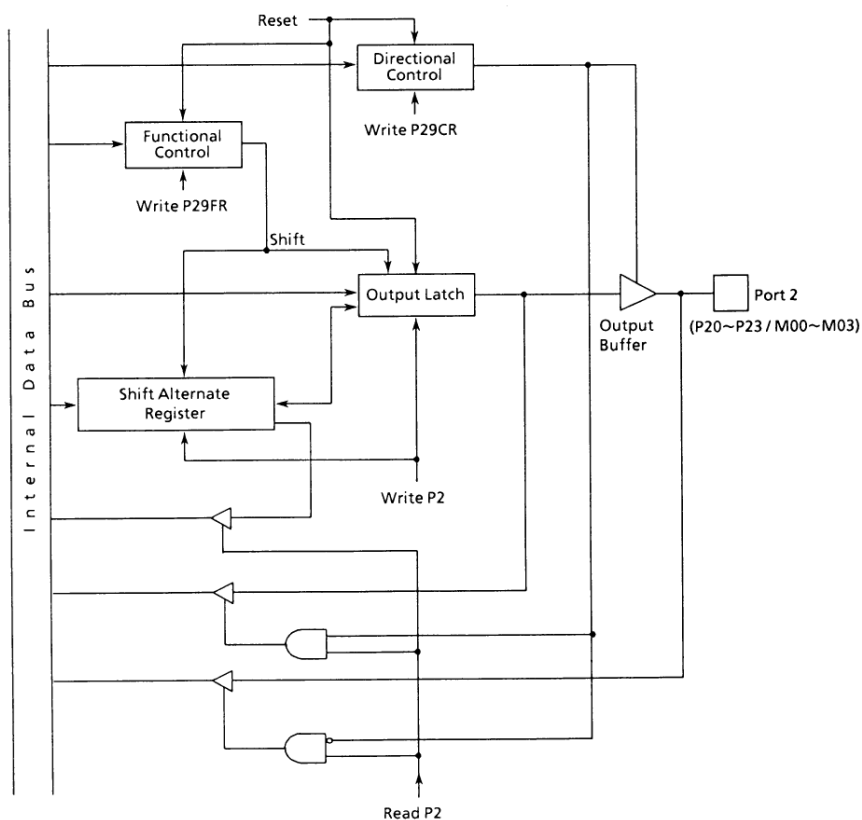 Reset
Directional
Control
Write P29CR
Functional
Control
Write P29FR
Shift
Internal Data Bus
Output Latch
Output
Buffer
Port 2
(P20~P23 / M00~M03)
Shift Alternate
Register
Write P2
Read P2